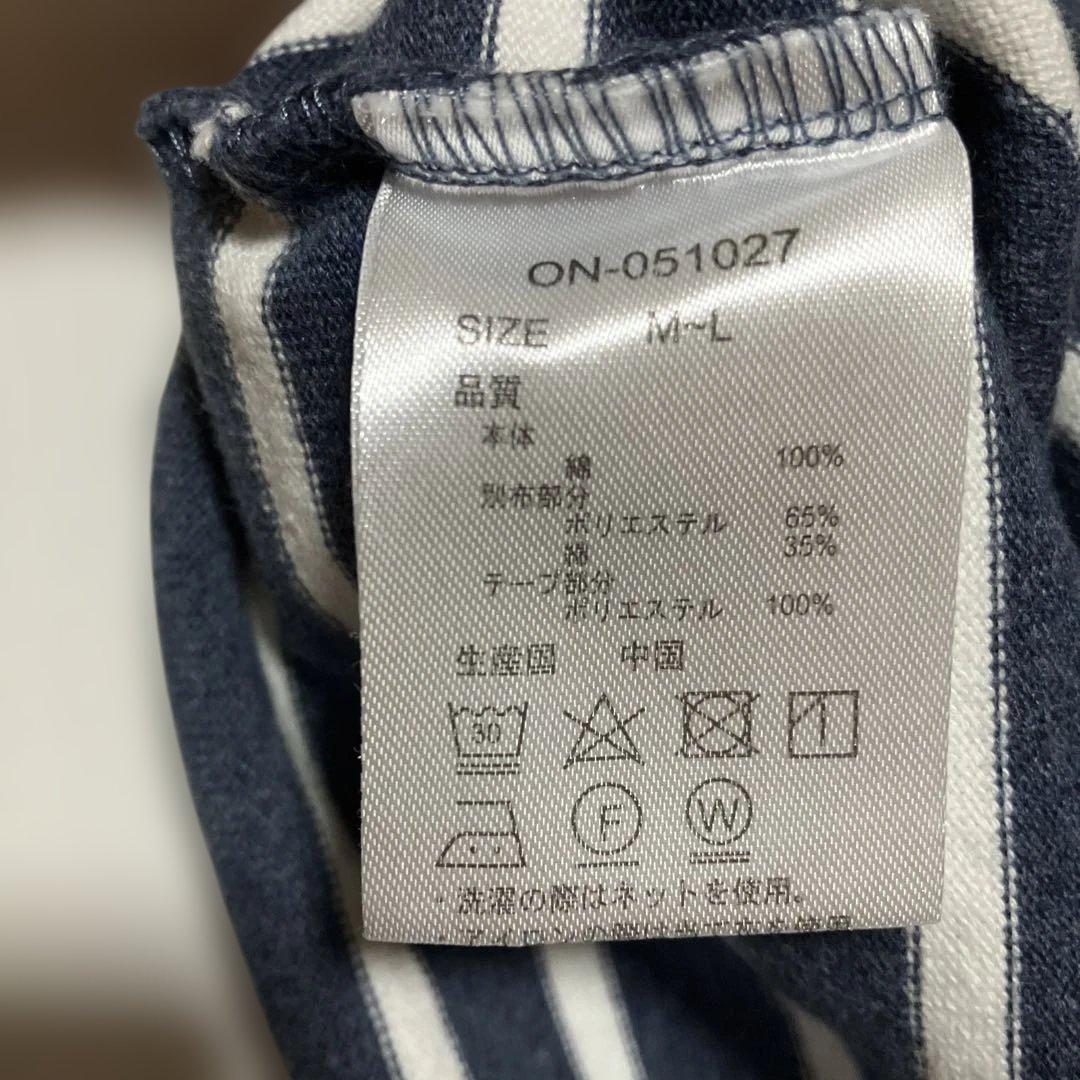 ON-051027
SIZE M~L
品質
本体
綿 100%
別布部分
ポリエステル 65%
綿 35%
テープ部分
ポリエステル 100%
生産国 中国
30
F W
・洗濯の際はネットを使用。